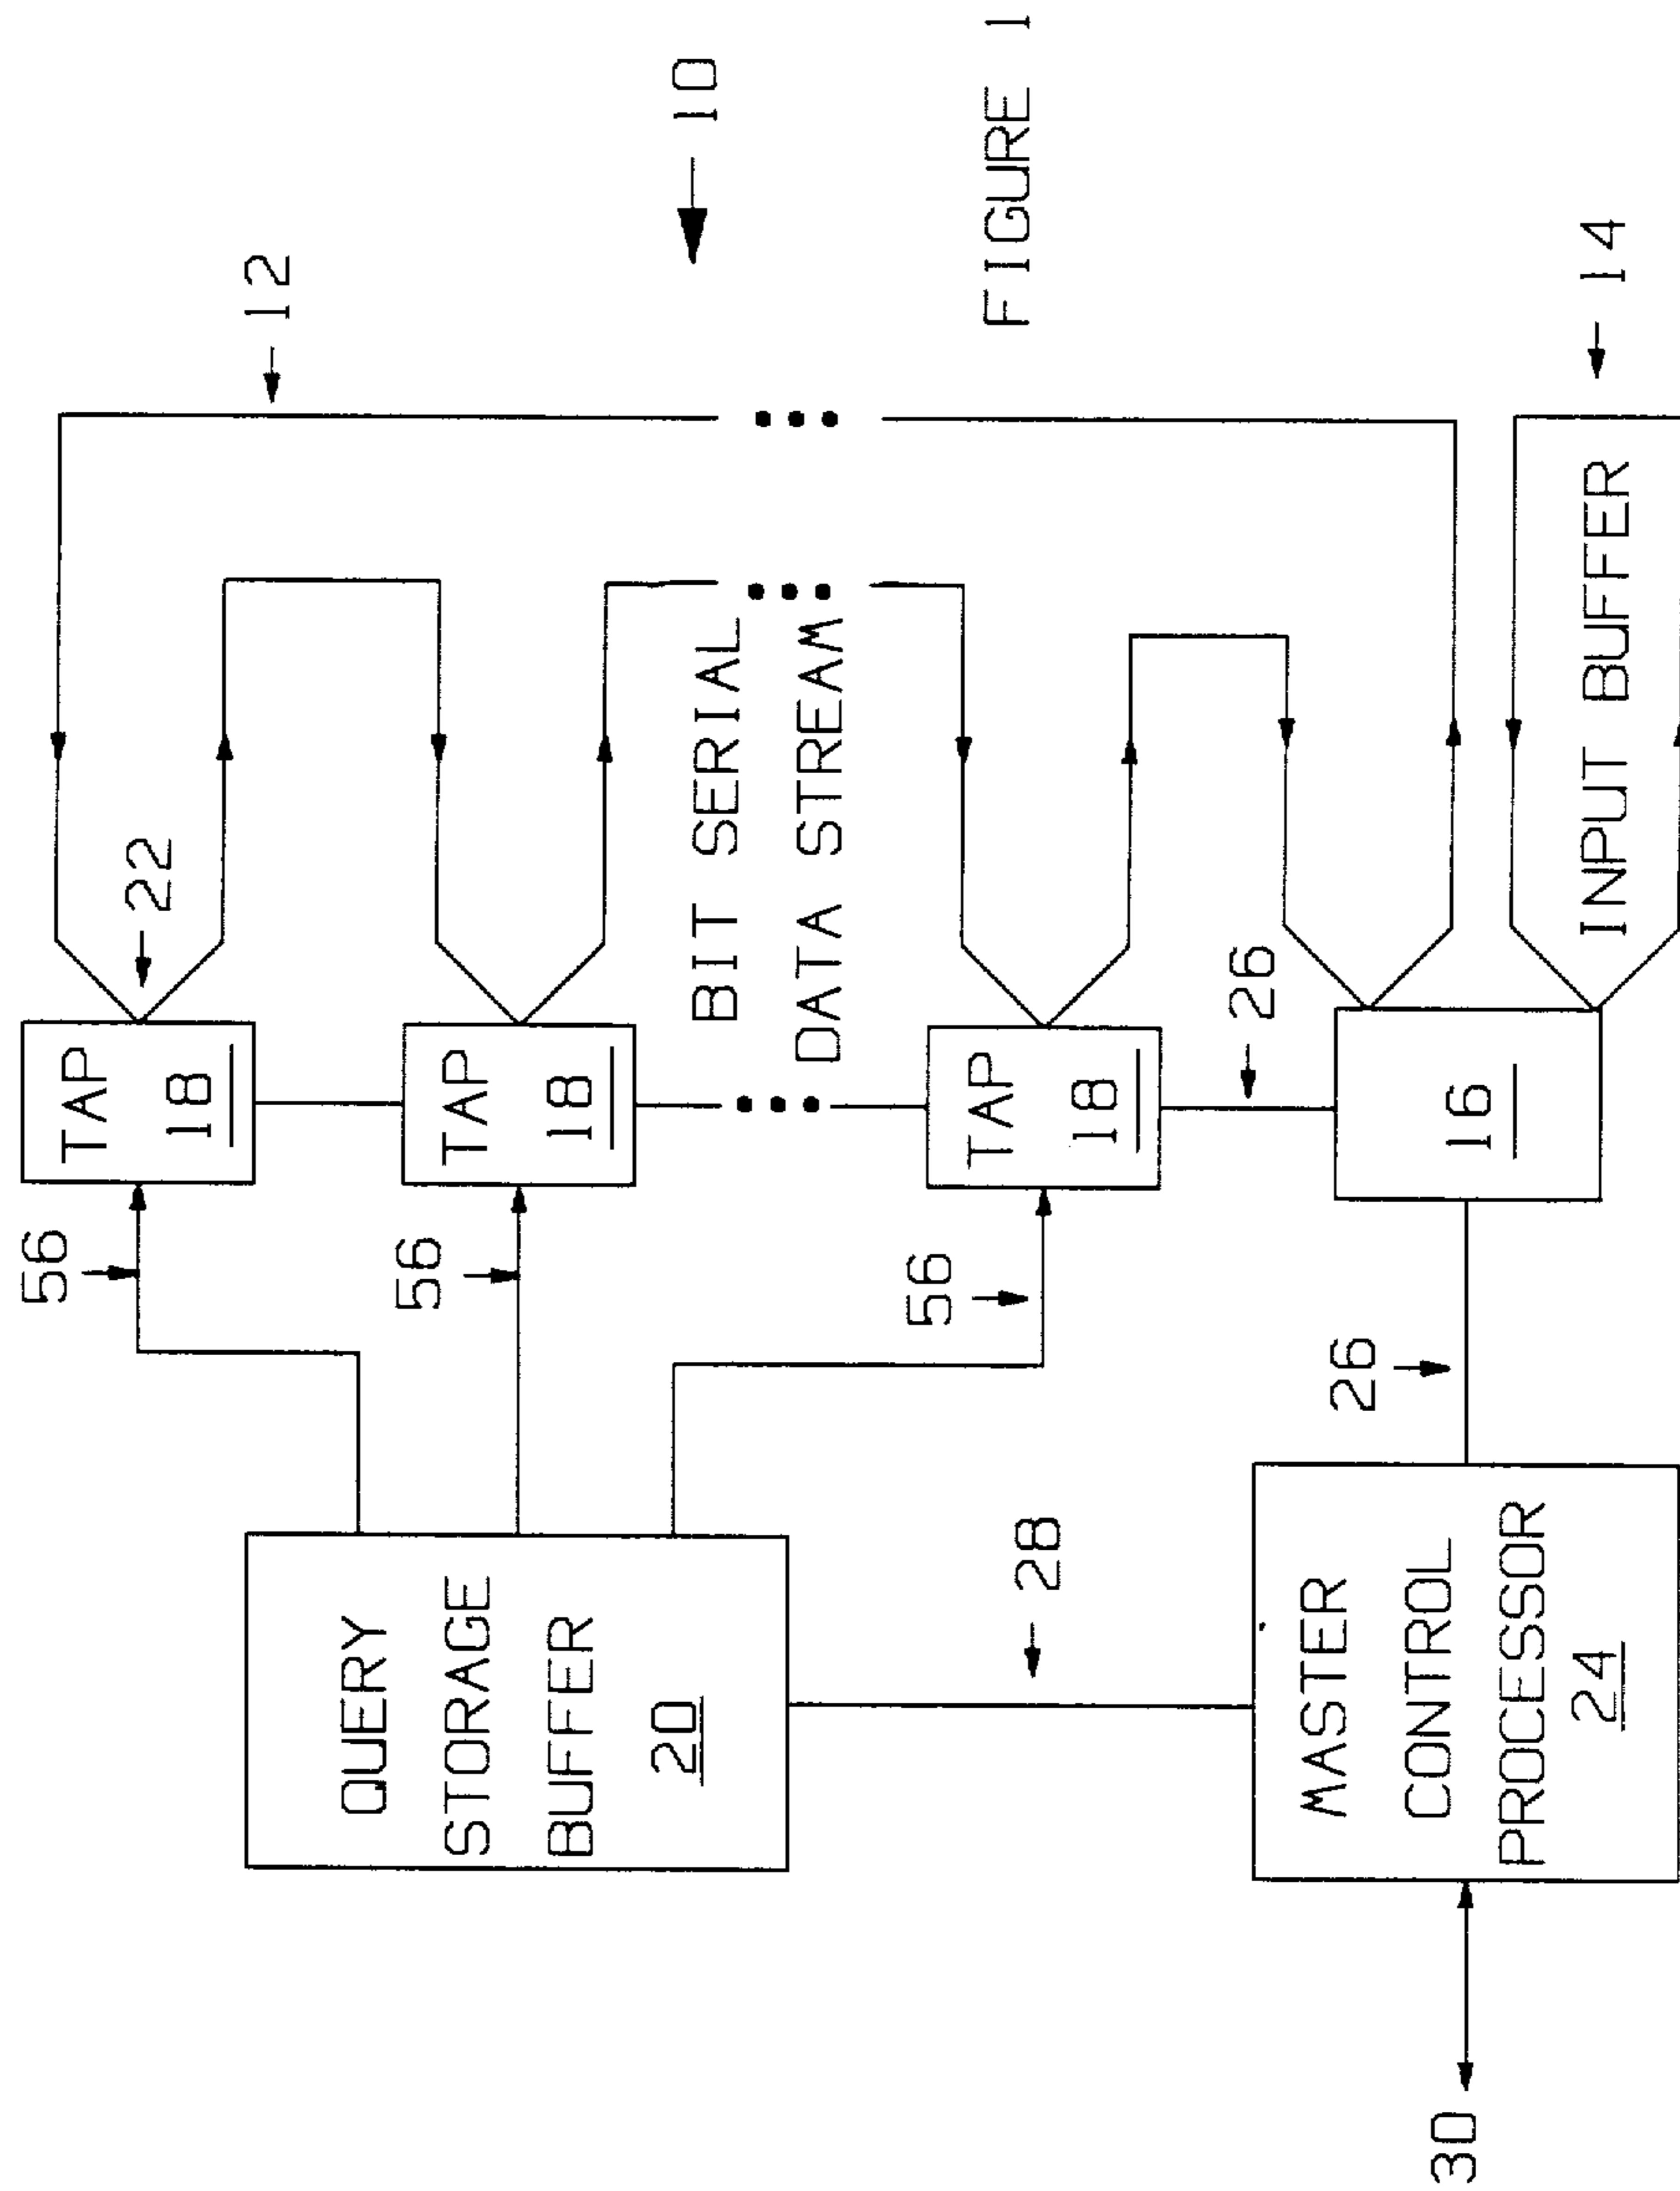 56
TAP
18
22
12
QUERY
STORAGE
BUFFER
20
56
TAP
18
BIT SERIAL
DATA STREAM
10
56
TAP
18
28
FIGURE 1
26
26
30
MASTER
CONTROL
PROCESSOR
24
16
INPUT BUFFER
14